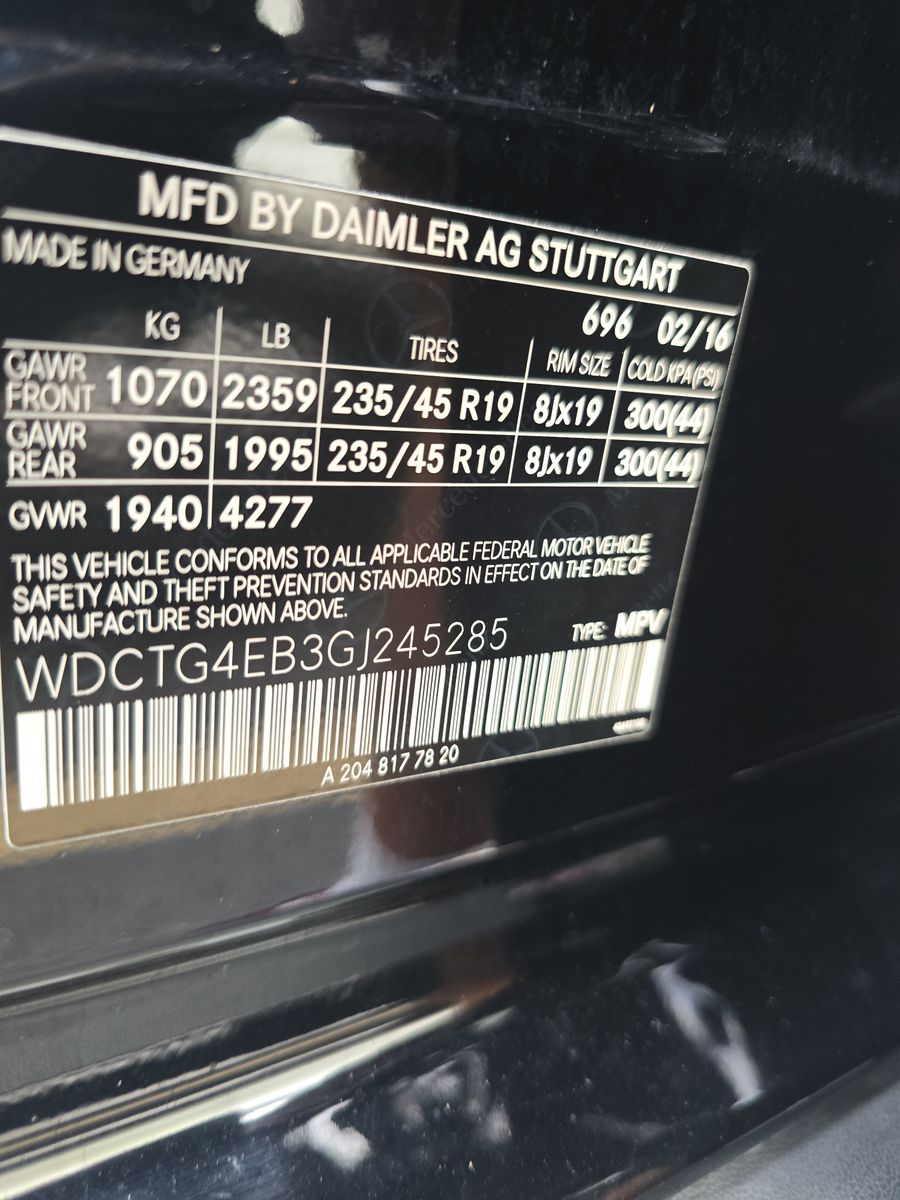 MFD BY DAIMLER AG STUTTGART
MADE IN GERMANY
696 02/16
KG LB TIRES RIM SIZE COLD KPA(PSI)
GAWR FRONT 1070 2359 235/45 R19 8Jx19 300(44)
GAWR REAR 905 1995 235/45 R19 8Jx19 300(44)
GVWR 1940 4277
THIS VEHICLE CONFORMS TO ALL APPLICABLE FEDERAL MOTOR VEHICLE
SAFETY AND THEFT PREVENTION STANDARDS IN EFFECT ON THE DATE OF
MANUFACTURE SHOWN ABOVE.
WDCTG4EB3GJ245285 TYPE: MPV
A 204 817 78 20